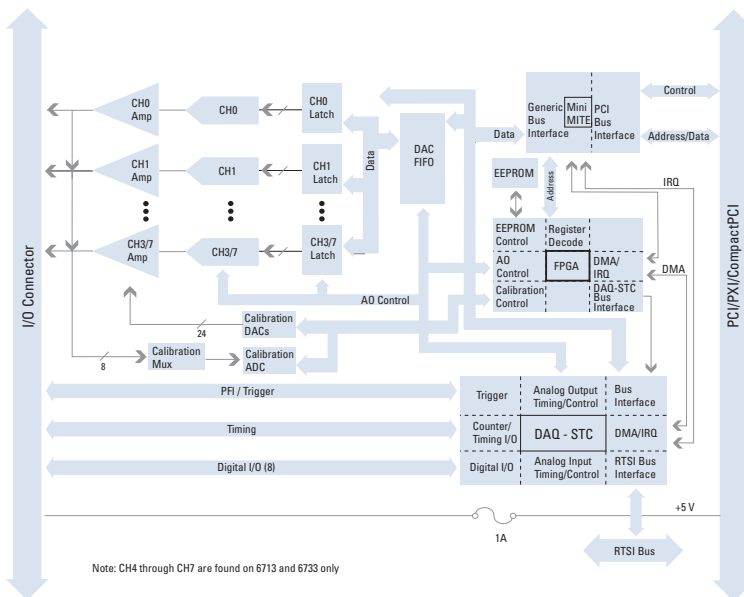 I/O Connector
PCI/PXI/CompactPCI
CH0
Amp
CH0
CH0
Latch
CH1
Amp
CH1
CH1
Latch
CH3/7
Amp
CH3/7
CH3/7
Latch
Data
DAC
FIFO
Data
Generic
Bus
Interface
Mini
MITE
PCI
Bus
Interface
Control
Address/Data
IRQ
EEPROM
Address
EEPROM
Control
Register
Decode
AO
Control
FPGA
DMA/
IRQ
DMA
Calibration
Control
DAQ-STC
Bus
Interface
AO Control
24
Calibration
DACs
8
Calibration
Mux
Calibration
ADC
PFI / Trigger
Trigger
Analog Output
Timing/Control
Bus
Interface
Timing
Counter/
Timing I/O
DAQ - STC
DMA/IRQ
Digital I/O (8)
Digital I/O
Analog Input
Timing/Control
RTSI Bus
Interface
+5 V
1A
RTSI Bus
Note: CH4 through CH7 are found on 6713 and 6733 only